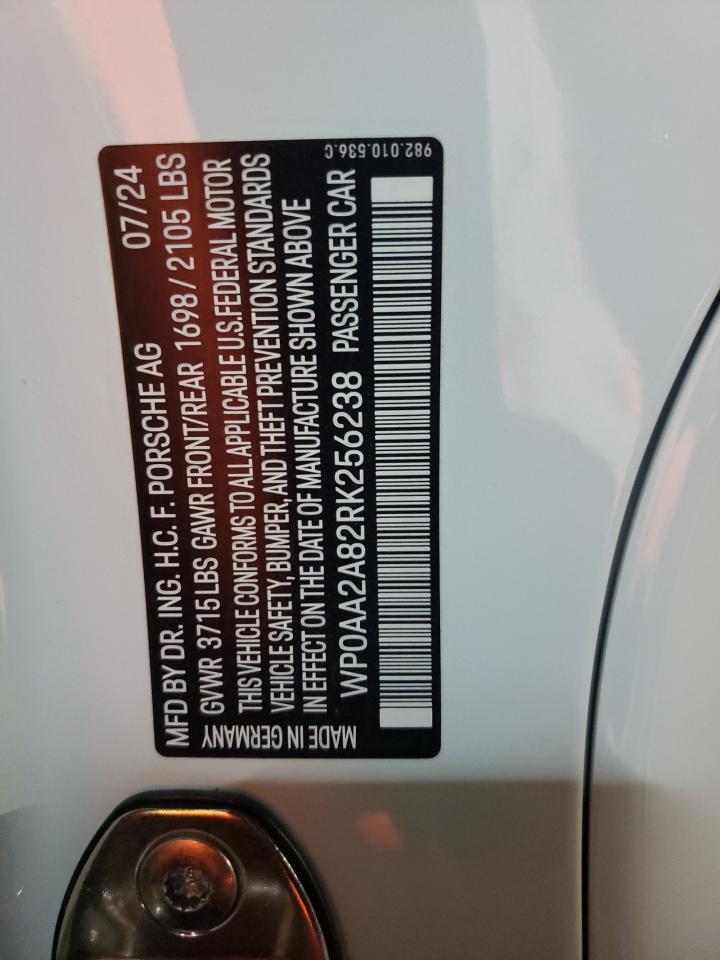 MFD BY DR. ING. H.C. F. PORSCHE AG 07/24
GVWR 3715 LBS GAWR FRONT/REAR 1698 / 2105 LBS
THIS VEHICLE CONFORMS TO ALL APPLICABLE U.S. FEDERAL MOTOR
VEHICLE SAFETY, BUMPER, AND THEFT PREVENTION STANDARDS
IN EFFECT ON THE DATE OF MANUFACTURE SHOWN ABOVE
WP0AA2A82RK256238 PASSENGER CAR
MADE IN GERMANY
982.010.536.C